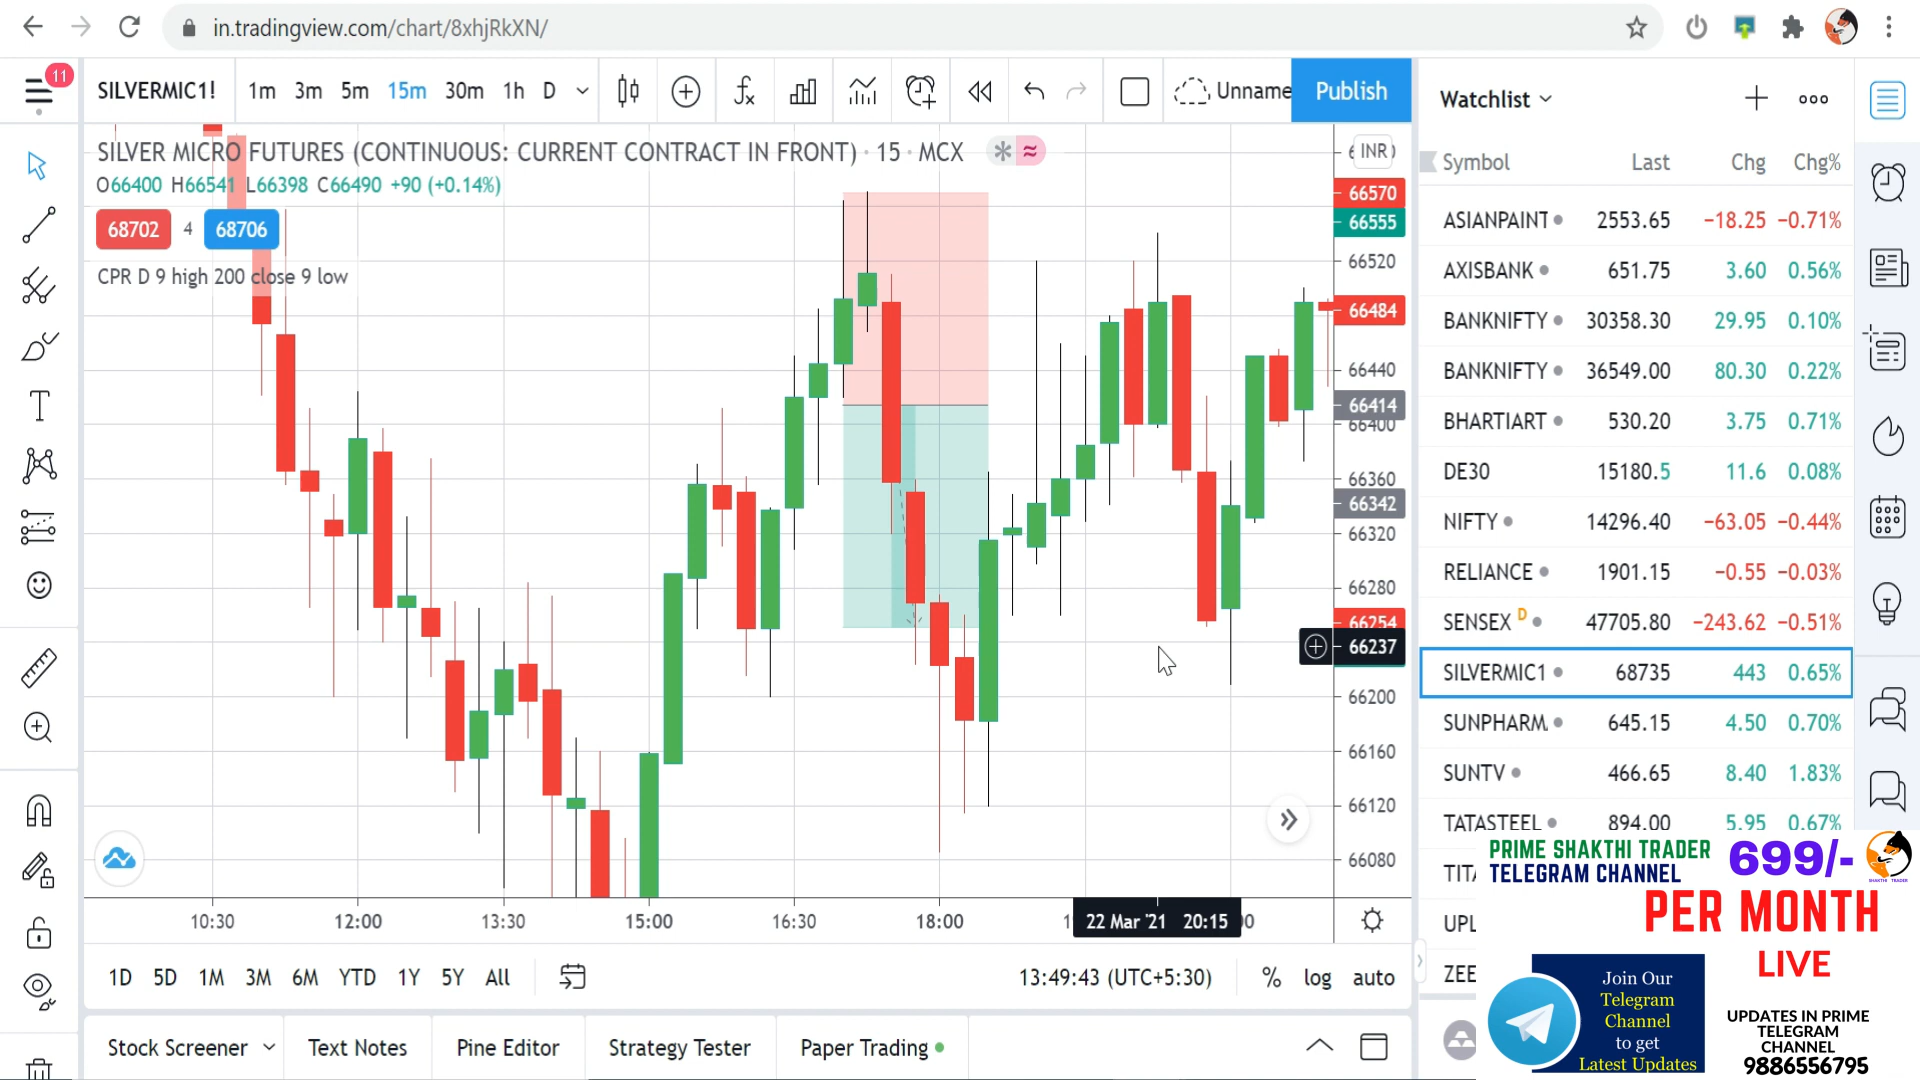 in.tradingview.com/chart/8xhjRkXN/
11
SILVERMIC1!
1m 3m 5m 15m 30m 1h D
Unname
Publish
SILVER MICRO FUTURES (CONTINUOUS: CURRENT CONTRACT IN FRONT) · 15 · MCX
O66400 H66541 L66398 C66490 +90 (+0.14%)
68702 4 68706
CPR D 9 high 200 close 9 low
INR
66570
66555
66520
66484
66440
66414
66400
66360
66342
66320
66280
66254
66237
66200
66160
66120
66080
10:30 12:00 13:30 15:00 16:30 18:00 22 Mar '21 20:15
1D 5D 1M 3M 6M YTD 1Y 5Y All
13:49:43 (UTC+5:30) % log auto
Stock Screener Text Notes Pine Editor Strategy Tester Paper Trading
Watchlist
Symbol Last Chg Chg%
ASIANPAINT 2553.65 −18.25 −0.71%
AXISBANK 651.75 3.60 0.56%
BANKNIFTY 30358.30 29.95 0.10%
BANKNIFTY 36549.00 80.30 0.22%
BHARTIART 530.20 3.75 0.71%
DE30 15180.5 11.6 0.08%
NIFTY 14296.40 −63.05 −0.44%
RELIANCE 1901.15 −0.55 −0.03%
SENSEX D 47705.80 −243.62 −0.51%
SILVERMIC1 68735 443 0.65%
SUNPHARM 645.15 4.50 0.70%
SUNTV 466.65 8.40 1.83%
TATASTEEL 894.00 5.95 0.67%
TITA
UPL
ZEE
PRIME SHAKTHI TRADER
TELEGRAM CHANNEL
699/-
PER MONTH
LIVE
Join Our
Telegram
Channel
to get
Latest Updates
UPDATES IN PRIME
TELEGRAM
CHANNEL
9886556795